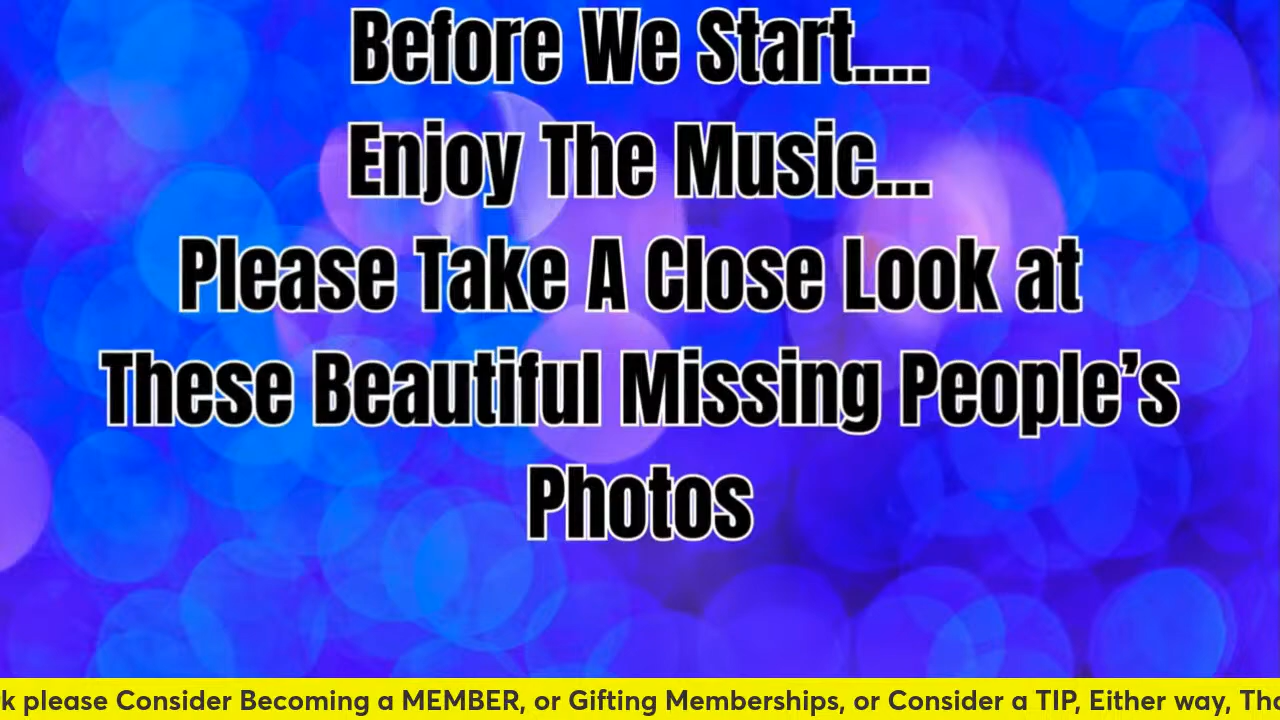 Before We Start....
Enjoy The Music...
Please Take A Close Look at
These Beautiful Missing People’s
Photos
please Consider Becoming a MEMBER, or Gifting Memberships, or Consider a TIP, Either way,